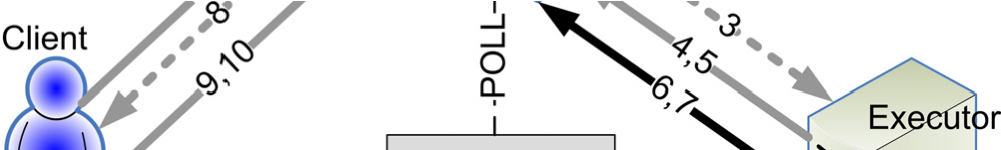 8
3
Client
4,5
9,10
POLL
6,7
Executor